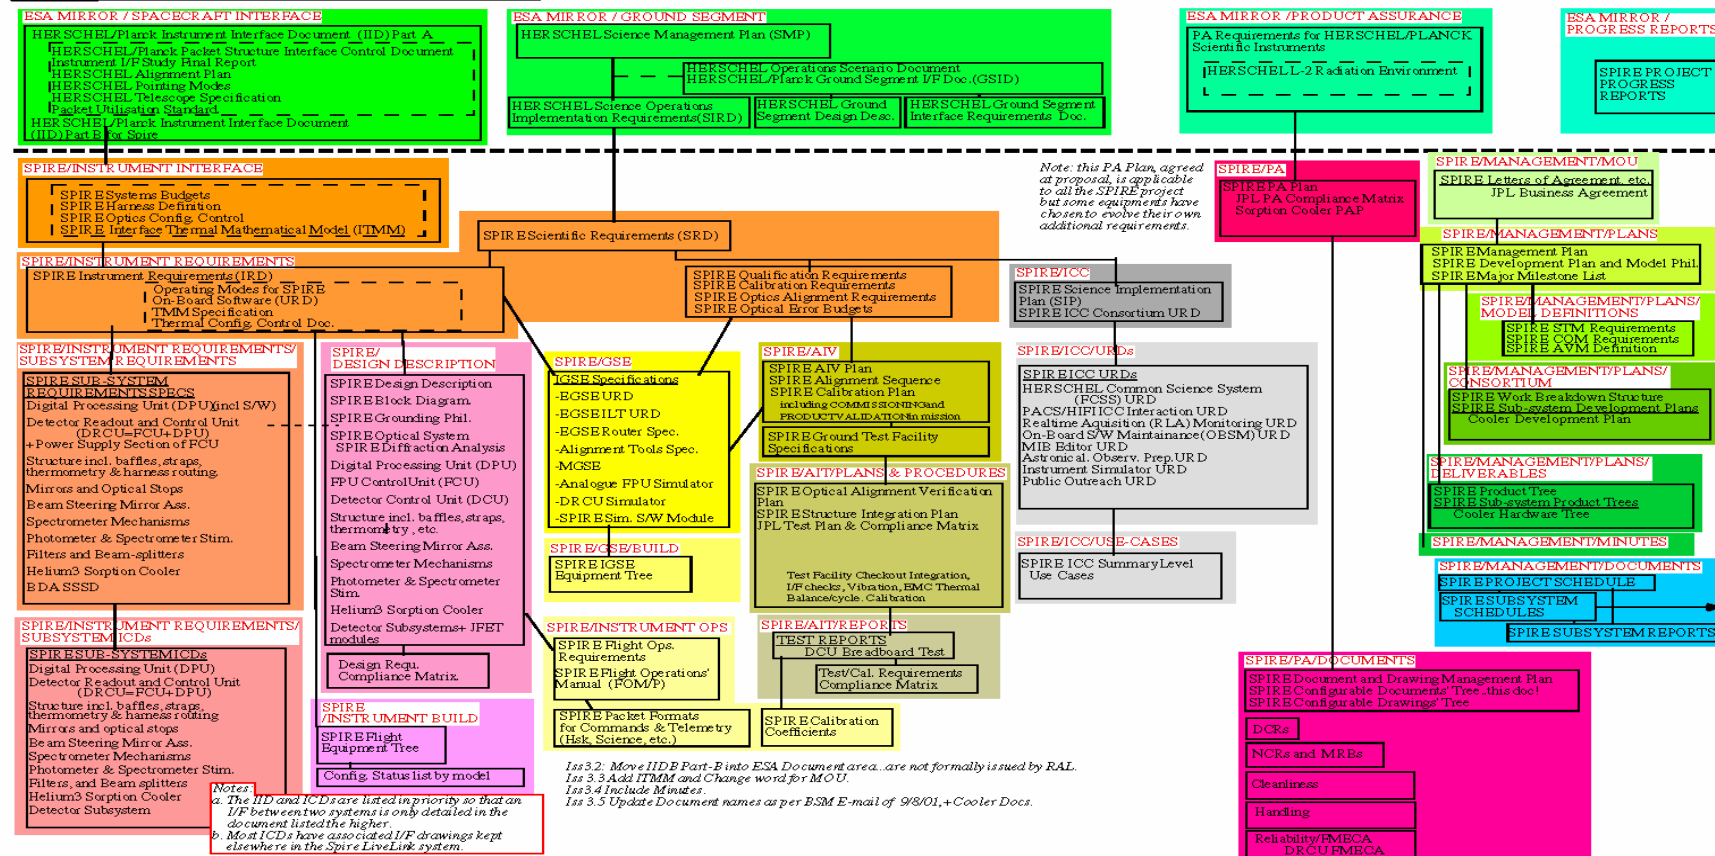 ESA MIRROR / SPACECRAFT INTERFACE
HERSCHEL/Planck Instrument Interface Document (IID) Part A
HERSCHEL/Planck Packet Structure Interface Control Document
Instrument I/F Study Final Report
HERSCHEL Alignment Plan
HERSCHEL Pointing Modes
HERSCHEL Telescope Specification
Packet Utilisation Standard
HERSCHEL/Planck Instrument Interface Document
(IID) Part B for Spire
ESA MIRROR / GROUND SEGMENT
HERSCHEL Science Management Plan (SMP)
HERSCHEL Operations Scenario Document
HERSCHEL/Planck Ground Segment I/F Doc.(GSID)
HERSCHEL Science Operations
Implementation Requirements(SIRD)
HERSCHEL Ground
Segment Design Desc.
HERSCHEL Ground Segment
Interface Requirements Doc.
ESA MIRROR /PRODUCT ASSURANCE
PA Requirements for HERSCHEL/PLANCK
Scientific Instruments
HERSCHEL L-2 Radiation Environment
ESA MIRROR /
PROGRESS REPORTS
SPIRE PROJECT
PROGRESS
REPORTS
SPIRE/INSTRUMENT INTERFACE
SPIRE Systems Budgets
SPIRE Harness Definition
SPIRE Optics Config. Control
SPIRE Interface Thermal Mathematical Model (ITMM)
SPIRE Scientific Requirements (SRD)
Note: this PA Plan, agreed
at proposal, is applicable
to all the SPIRE project
but some equipments have
chosen to evolve their own
additional requirements.
SPIRE/PA
SPIRE PA Plan
JPL PA Compliance Matrix
Sorption Cooler PAP
SPIRE/MANAGEMENT/MOU
SPIRE Letters of Agreement, etc.
JPL Business Agreement
SPIRE/MANAGEMENT/PLANS
SPIRE Management Plan
SPIRE Development Plan and Model Phil.
SPIRE Major Milestone List
SPIRE/MANAGEMENT/PLANS/
MODEL DEFINITIONS
SPIRE STM Requirements
SPIRE CQM Requirements
SPIRE AVM Definition
SPIRE/MANAGEMENT/PLANS/
CONSORTIUM
SPIRE Work Breakdown Structure
SPIRE Sub-system Development Plans
Cooler Development Plan
SPIRE/MANAGEMENT/PLANS/
DELIVERABLES
SPIRE Product Tree
SPIRE Sub-system Product Trees
Cooler Hardware Tree
SPIRE/MANAGEMENT/MINUTES
SPIRE/MANAGEMENT/DOCUMENTS
SPIRE PROJECT SCHEDULE
SPIRE SUBSYSTEM
SCHEDULES
SPIRE SUBSYSTEM REPORTS
SPIRE/INSTRUMENT REQUIREMENTS
SPIRE Instrument Requirements (IRD)
Operating Modes for SPIRE
On-Board Software (URD)
TMM Specification
Thermal Config. Control Doc.
SPIRE Qualification Requirements
SPIRE Calibration Requirements
SPIRE Optics Alignment Requirements
SPIRE Optical Error Budgets
SPIRE/ICC
SPIRE Science Implementation
Plan (SIP)
SPIRE ICC Consortium URD
SPIRE/INSTRUMENT REQUIREMENTS/
SUBSYSTEM REQUIREMENTS
SPIRE SUB-SYSTEM
REQUIREMENTS SPECS
Digital Processing Unit (DPU)(incl S/W)
Detector Readout and Control Unit
(DRCU=FCU+DPU)
+Power Supply Section of FCU
Structure incl. baffles, straps,
thermometry & harness routing.
Mirrors and Optical Stops
Beam Steering Mirror Ass.
Spectrometer Mechanisms
Photometer & Spectrometer Stim.
Filters and Beam-splitters
Helium3 Sorption Cooler
BDA SSSD
SPIRE/INSTRUMENT REQUIREMENTS/
SUBSYSTEM ICDs
SPIRE SUB-SYSTEM ICDs
Digital Processing Unit (DPU)
Detector Readout and Control Unit
(DRCU=FCU+DPU)
Structure incl. baffles, straps,
thermometry & harness routing
Mirrors and optical stops
Beam Steering Mirror Ass.
Spectrometer Mechanisms
Photometer & Spectrometer Stim.
Filters, and Beam splitters
Helium3 Sorption Cooler
Detector Subsystem
Notes:
a. The IID and ICDs are listed in priority so that an
I/F between two systems is only detailed in the
document listed the higher.
b. Most ICDs have associated I/F drawings kept
elsewhere in the Spire LiveLink system.
SPIRE/
DESIGN DESCRIPTION
SPIRE Design Description
SPIRE Block Diagram.
SPIRE Grounding Phil.
SPIRE Optical System
SPIRE Diffraction Analysis
Digital Processing Unit (DPU)
FPU ControlUnit (FCU)
Detector Control Unit (DCU)
Structure incl. baffles, straps,
thermometry , etc.
Beam Steering Mirror Ass.
Spectrometer Mechanisms
Photometer & Spectrometer
Stim.
Helium3 Sorption Cooler
Detector Subsystems+ JFET
modules
Design Requ.
Compliance Matrix.
SPIRE
/INSTRUMENT BUILD
SPIRE Flight
Equipment Tree
Config. Status list by model
SPIRE/GSE
IGSE Specifications
-EGSE URD
-EGSE ILT URD
-EGSE Router Spec.
-Alignment Tools Spec.
-MGSE
-Analogue FPU Simulator
-DRCU Simulator
-SPIRE Sim. S/W Module
SPIRE/GSE/BUILD
SPIRE IGSE
Equipment Tree
SPIRE/INSTRUMENT OPS
SPIRE Flight Ops.
Requirements
SPIRE Flight Operations'
Manual (FOM/P)
SPIRE Packet Formats
for Commands & Telemetry
(Hsk, Science, etc.)
SPIRE/AIV
SPIRE AIV Plan
SPIRE Alignment Sequence
SPIRE Calibration Plan
including COMMISSIONING and
PRODUCT VALIDATION in mission
SPIRE Ground Test Facility
Specifications
SPIRE/AIT/PLANS & PROCEDURES
SPIRE Optical Alignment Verification
Plan
SPIRE Structure Integration Plan
JPL Test Plan & Compliance Matrix
Test Facility Checkout Integration,
I/F checks, Vibration, EMC Thermal
Balance/cycle. Calibration
SPIRE/AIT/REPORTS
TEST REPORTS
DCU Breadboard Test
Test/Cal. Requirements
Compliance Matrix
SPIRE Calibration
Coefficients
SPIRE/ICC/URDs
SPIRE ICC URDs
HERSCHEL Common Science System
(FCSS) URD
PACS/HIFI ICC Interaction URD
Realtime Aquisition (RLA) Monitoring URD
On-Board S/W Maintainance (OBSM) URD
MIB Editor URD
Astronical. Observ. Prep.URD
Instrument Simulator URD
Public Outreach URD
SPIRE/ICC/USE-CASES
SPIRE ICC Summary Level
Use Cases
SPIRE/PA/DOCUMENTS
SPIRE Document and Drawing Management Plan
SPIRE Configurable Documents' Tree..this doc!
SPIRE Configurable Drawings' Tree
DCRs
NCRs and MRBs
Cleanliness
Handling
Reliability/FMECA
DRCU FMECA
Iss 3.2: Move IIDB Part-B into ESA Document area...are not formally issued by RAL.
Iss 3.3 Add ITMM and Change word for MOU.
Iss 3.4 Include Minutes.
Iss 3.5 Update Document names as per BSM E-mail of 9/8/01,+Cooler Docs.